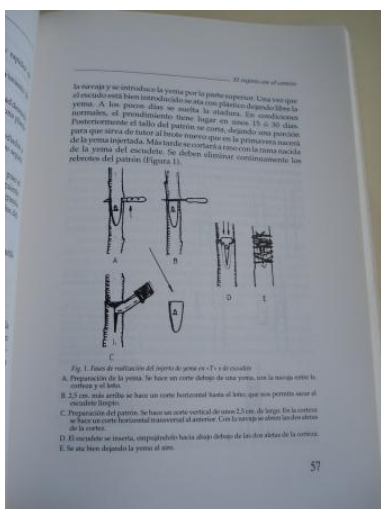 El injerto en el cerezo
la navaja y se introduce la yema por la parte superior. Una vez que
el escudo está bien introducido se ata con plástico dejando libre la
yema. A los pocos días se suelta la atadura. En condiciones
normales, el prendimiento tiene lugar en unos 15 ó 30 días.
Posteriormente el tallo del patrón se corta, dejando una porción
para que sirva de tutor al brote nuevo que en la primavera nacerá
de la yema injertada. Más tarde se cortará a raso con la rama nacida
de la yema del escudete. Se deben eliminar continuamente los
rebrotes del patrón (Figura 1).
A
B
C
D
E
Fig. 1. Fases de realización del injerto de yema en «T» o de escudete
A. Preparación de la yema. Se hace un corte debajo de una yema, con la navaja entre la
corteza y el leño.
B. 2,5 cm. más arriba se hace un corte horizontal hasta el leño, que nos permita sacar el
escudete limpio.
C. Preparación del patrón. Se hace un corte vertical de unos 2,5 cm. de largo. En la corteza
se hace un corte horizontal transversal al anterior. Con la navaja se abren las dos aletas
de la corteza.
D. El escudete se inserta, empujándolo hacia abajo debajo de las dos aletas de la corteza.
E. Se ata bien dejando la yema al aire.
57